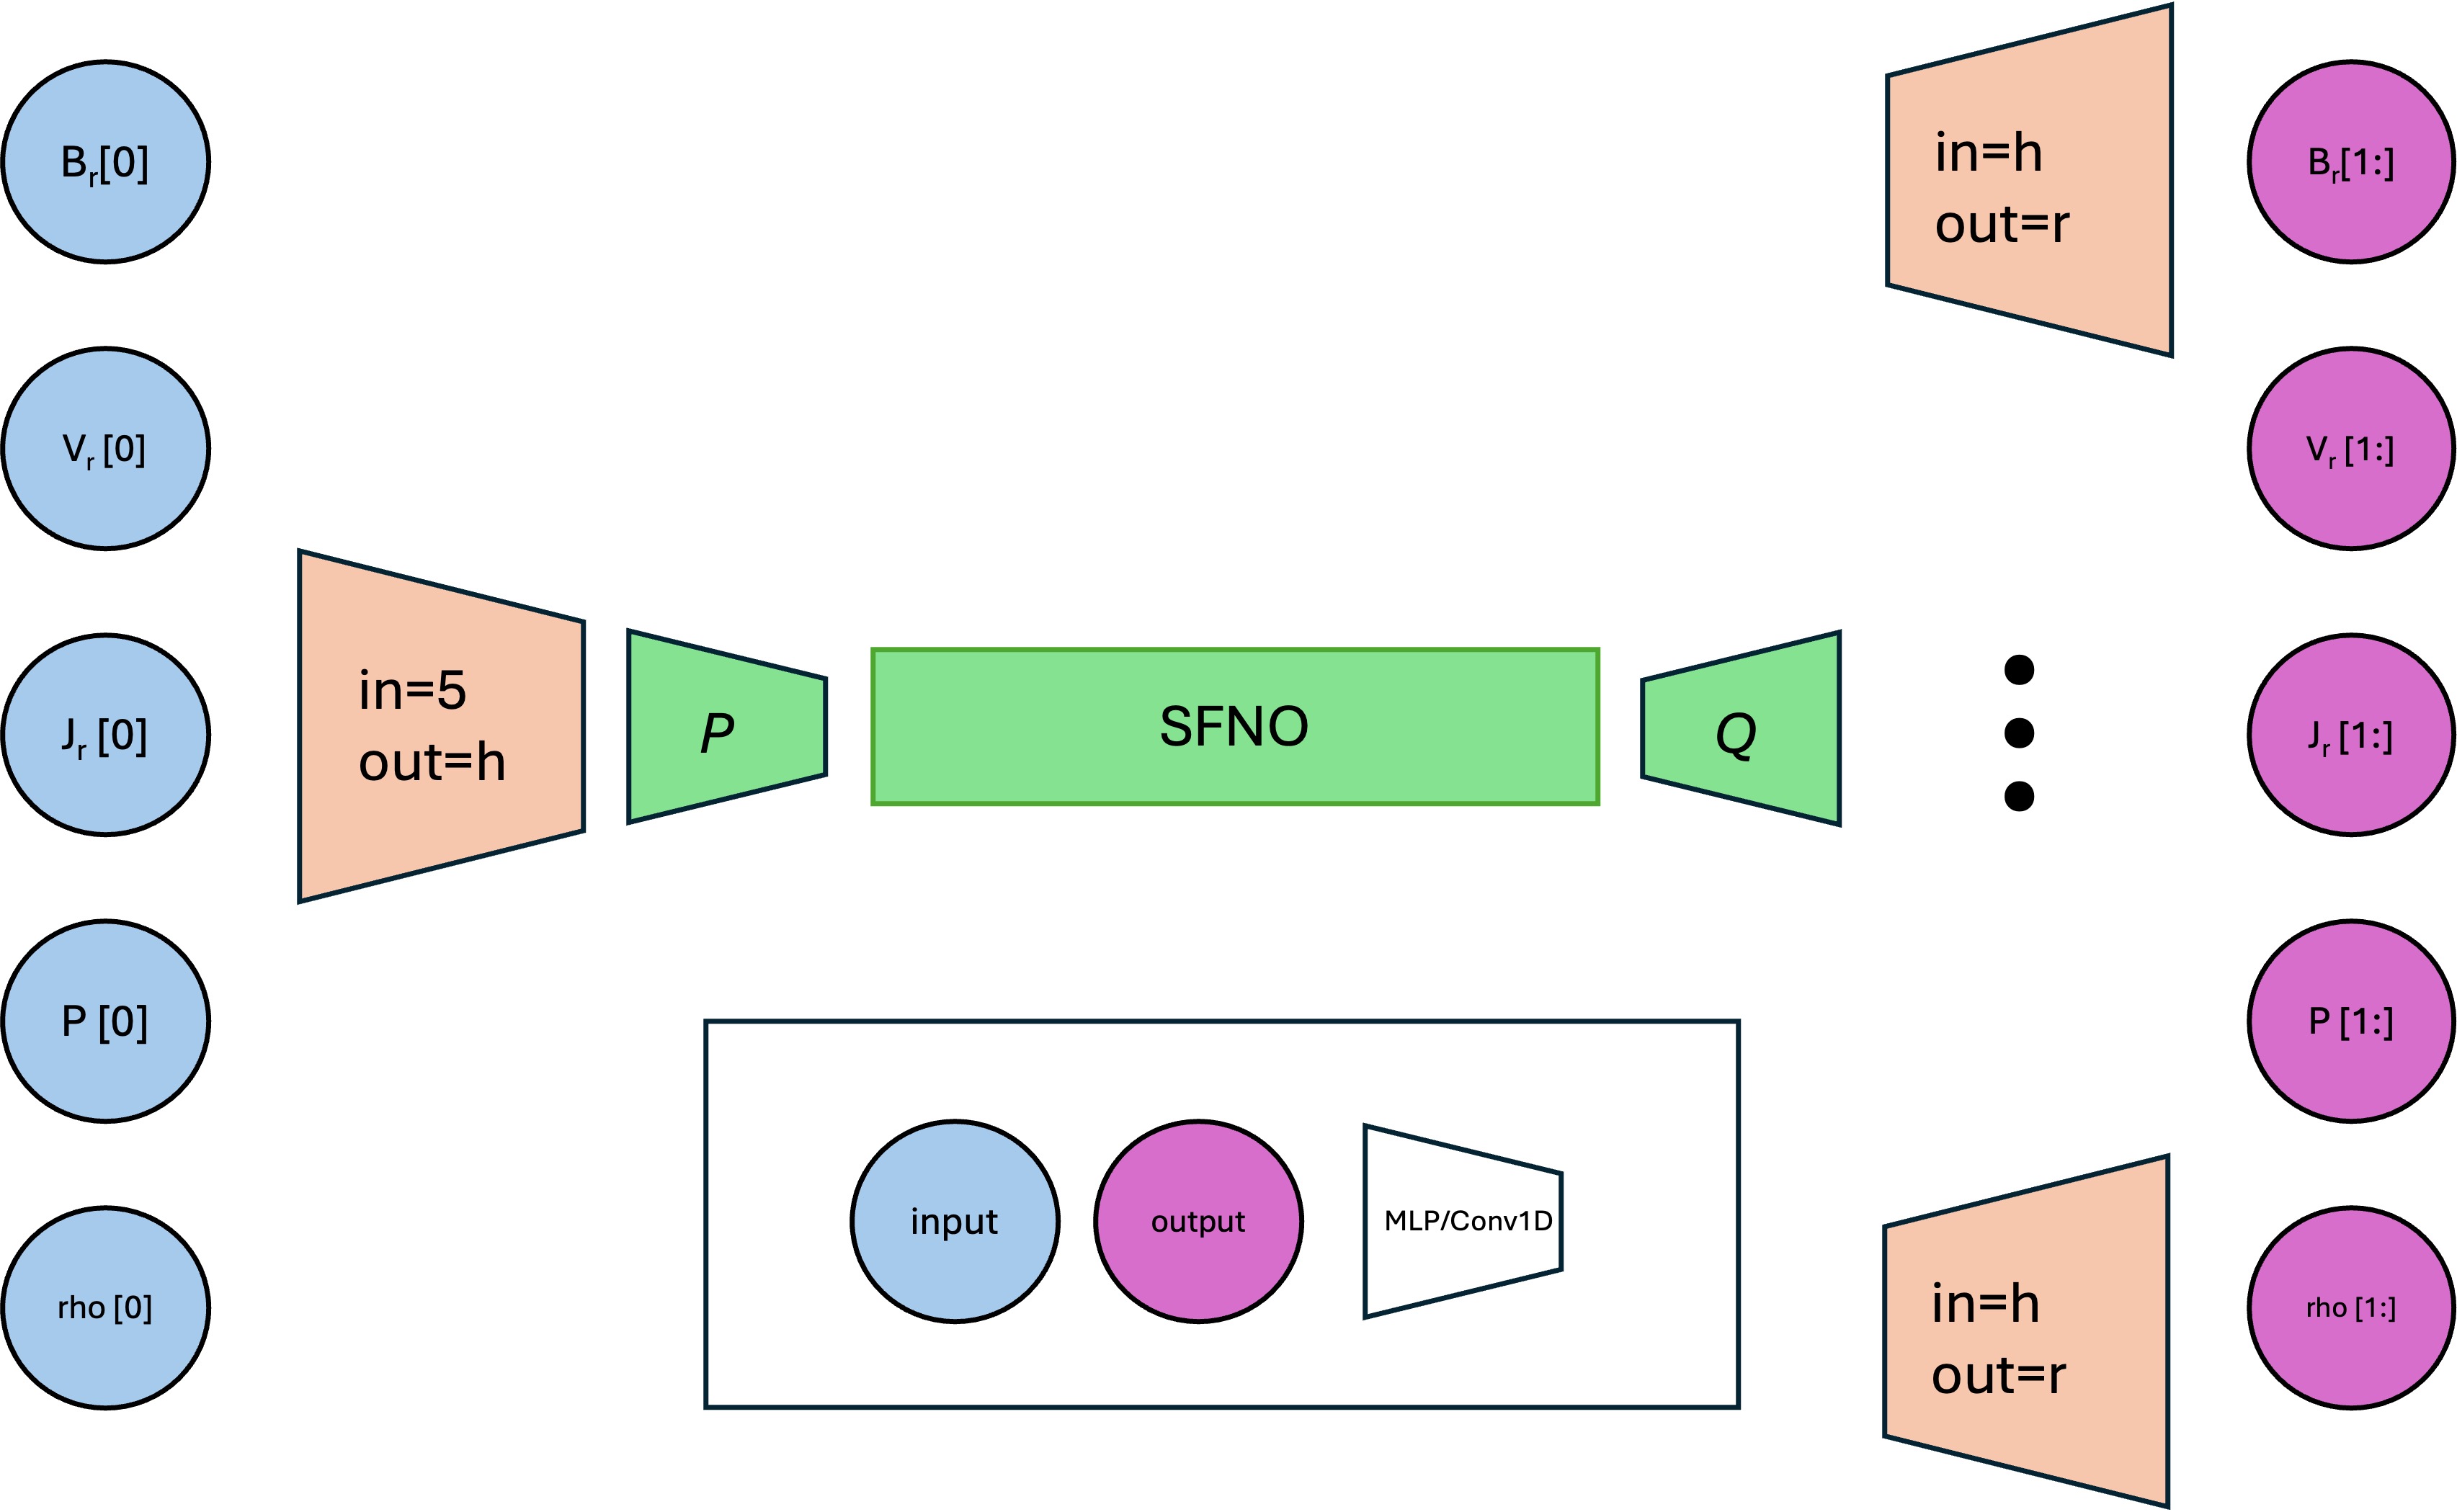 B_r[0]
V_r [0]
J_r [0]
P [0]
rho [0]
in=5
out=h
P
SFNO
Q
in=h
out=r
in=h
out=r
B_r[1:]
V_r [1:]
J_r [1:]
P [1:]
rho [1:]
input
output
MLP/Conv1D